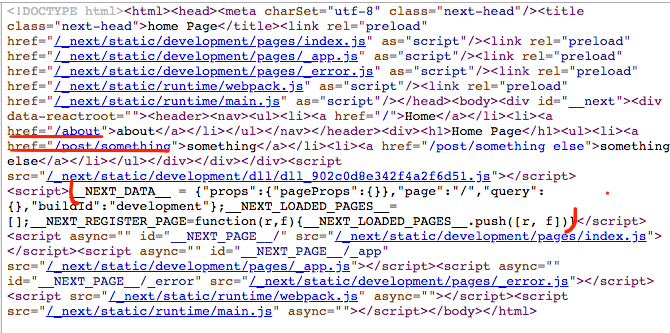 <!DOCTYPE html><html><head><meta charSet="utf-8" class="next-head"/><title
class="next-head">home Page</title><link rel="preload"
href="/_next/static/development/pages/index.js" as="script"/><link rel="preload"
href="/_next/static/development/pages/_app.js" as="script"/><link rel="preload"
href="/_next/static/development/pages/_error.js" as="script"/><link rel="preload"
href="/_next/static/runtime/webpack.js" as="script"/><link rel="preload"
href="/_next/static/runtime/main.js" as="script"/></head><body><div id="__next"><div
data-reactroot=""><header><nav><ul><li><a href="/">Home</a></li><li><a
href="/about">about</a></li></ul></nav></header><div><h1>Home Page</h1><ul><li><a
href="/post/something">something</a></li><li><a href="/post/something else">something
else</a></li></ul></div></div></div><script
src="/_next/static/development/dll/dll_902c0d8e342f4a2f6d51.js"></script>
<script>__NEXT_DATA__ = {"props":{"pageProps":{}},"page":"/","query":
{},"buildId":"development"};__NEXT_LOADED_PAGES__=
[];__NEXT_REGISTER_PAGE=function(r,f){__NEXT_LOADED_PAGES__.push([r, f])}</script>
<script async="" id="__NEXT_PAGE__/" src="/_next/static/development/pages/index.js">
</script><script async="" id="__NEXT_PAGE__/_app"
src="/_next/static/development/pages/_app.js"></script><script async=""
id="__NEXT_PAGE__/_error" src="/_next/static/development/pages/_error.js"></script>
<script src="/_next/static/runtime/webpack.js" async=""></script><script
src="/_next/static/runtime/main.js" async=""></script></body></html>